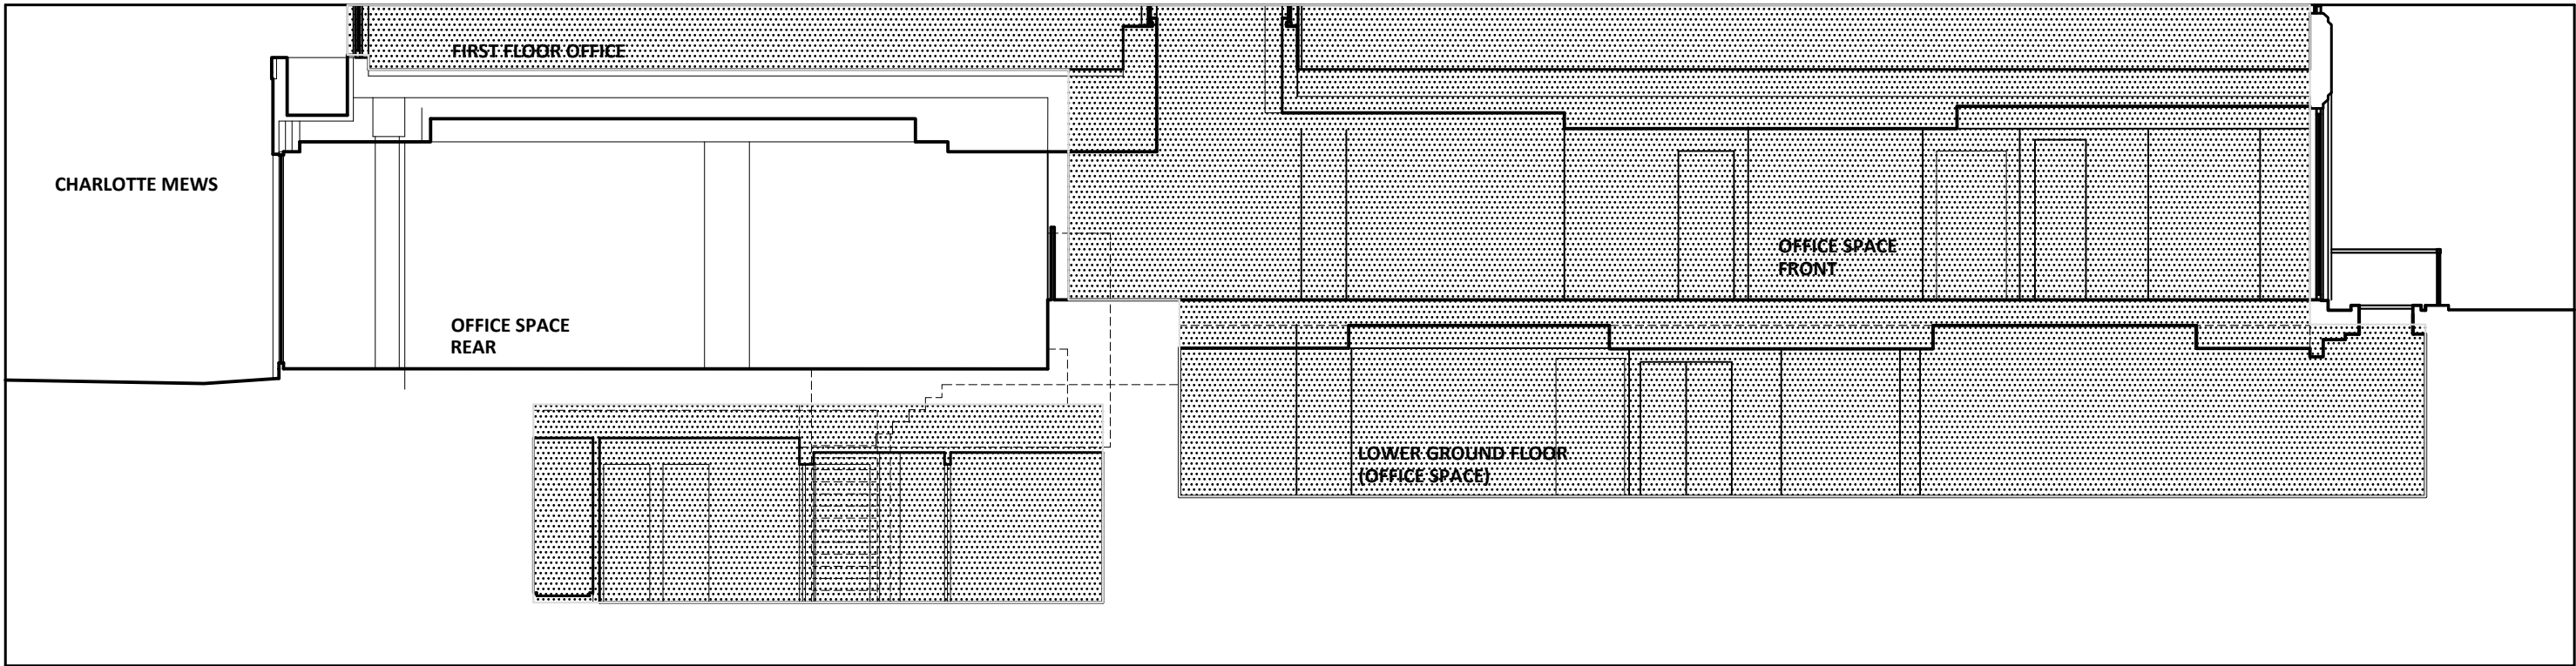 FIRST FLOOR OFFICE
CHARLOTTE MEWS
OFFICE SPACE
FRONT
OFFICE SPACE
REAR
LOWER GROUND FLOOR
(OFFICE SPACE)